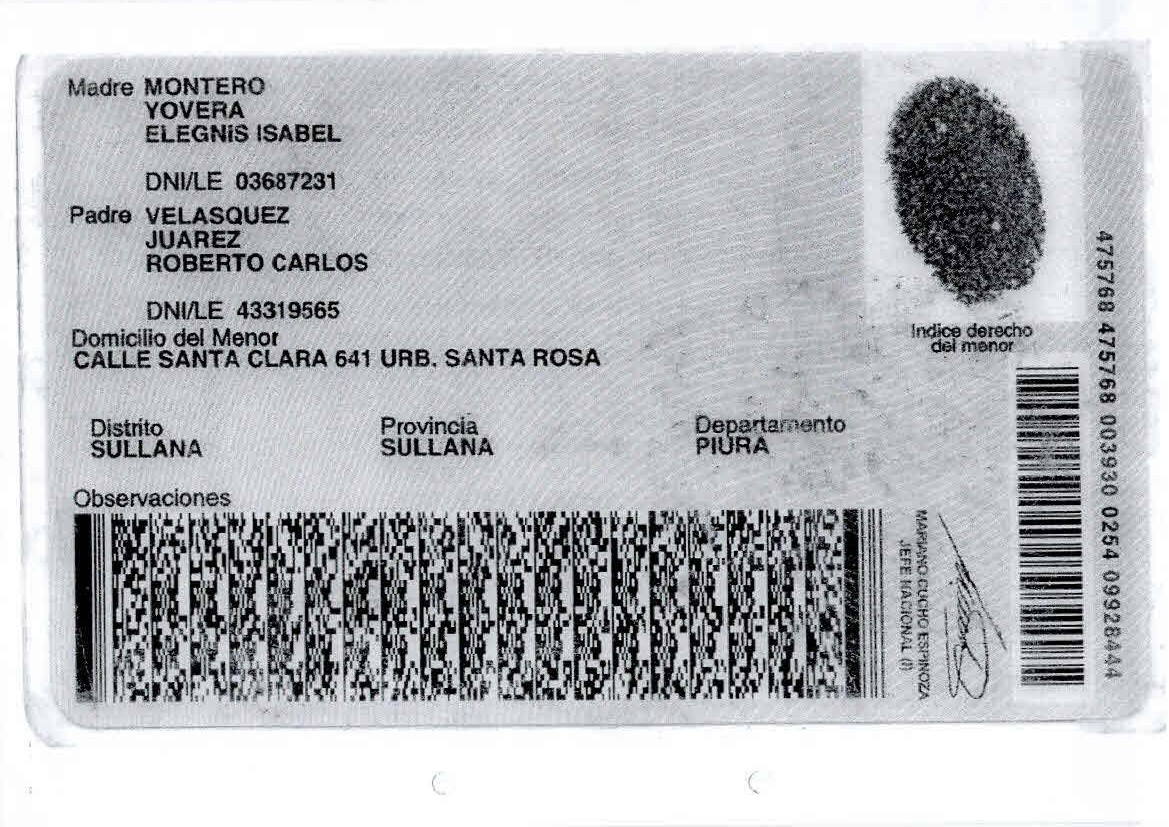 Madre MONTERO
YOVERA
ELEGNIS ISABEL
DNI/LE 03687231
Padre VELASQUEZ
JUAREZ
ROBERTO CARLOS
DNI/LE 43319565
Domicilio del Menor
CALLE SANTA CLARA 641 URB. SANTA ROSA
Distrito Provincia Departamento
SULLANA SULLANA PIURA
Observaciones
Indice derecho
del menor
MARIANO CUCHO ESPINOZA
JEFE NACIONAL (I)
475768 475768 003930 0254 09928444